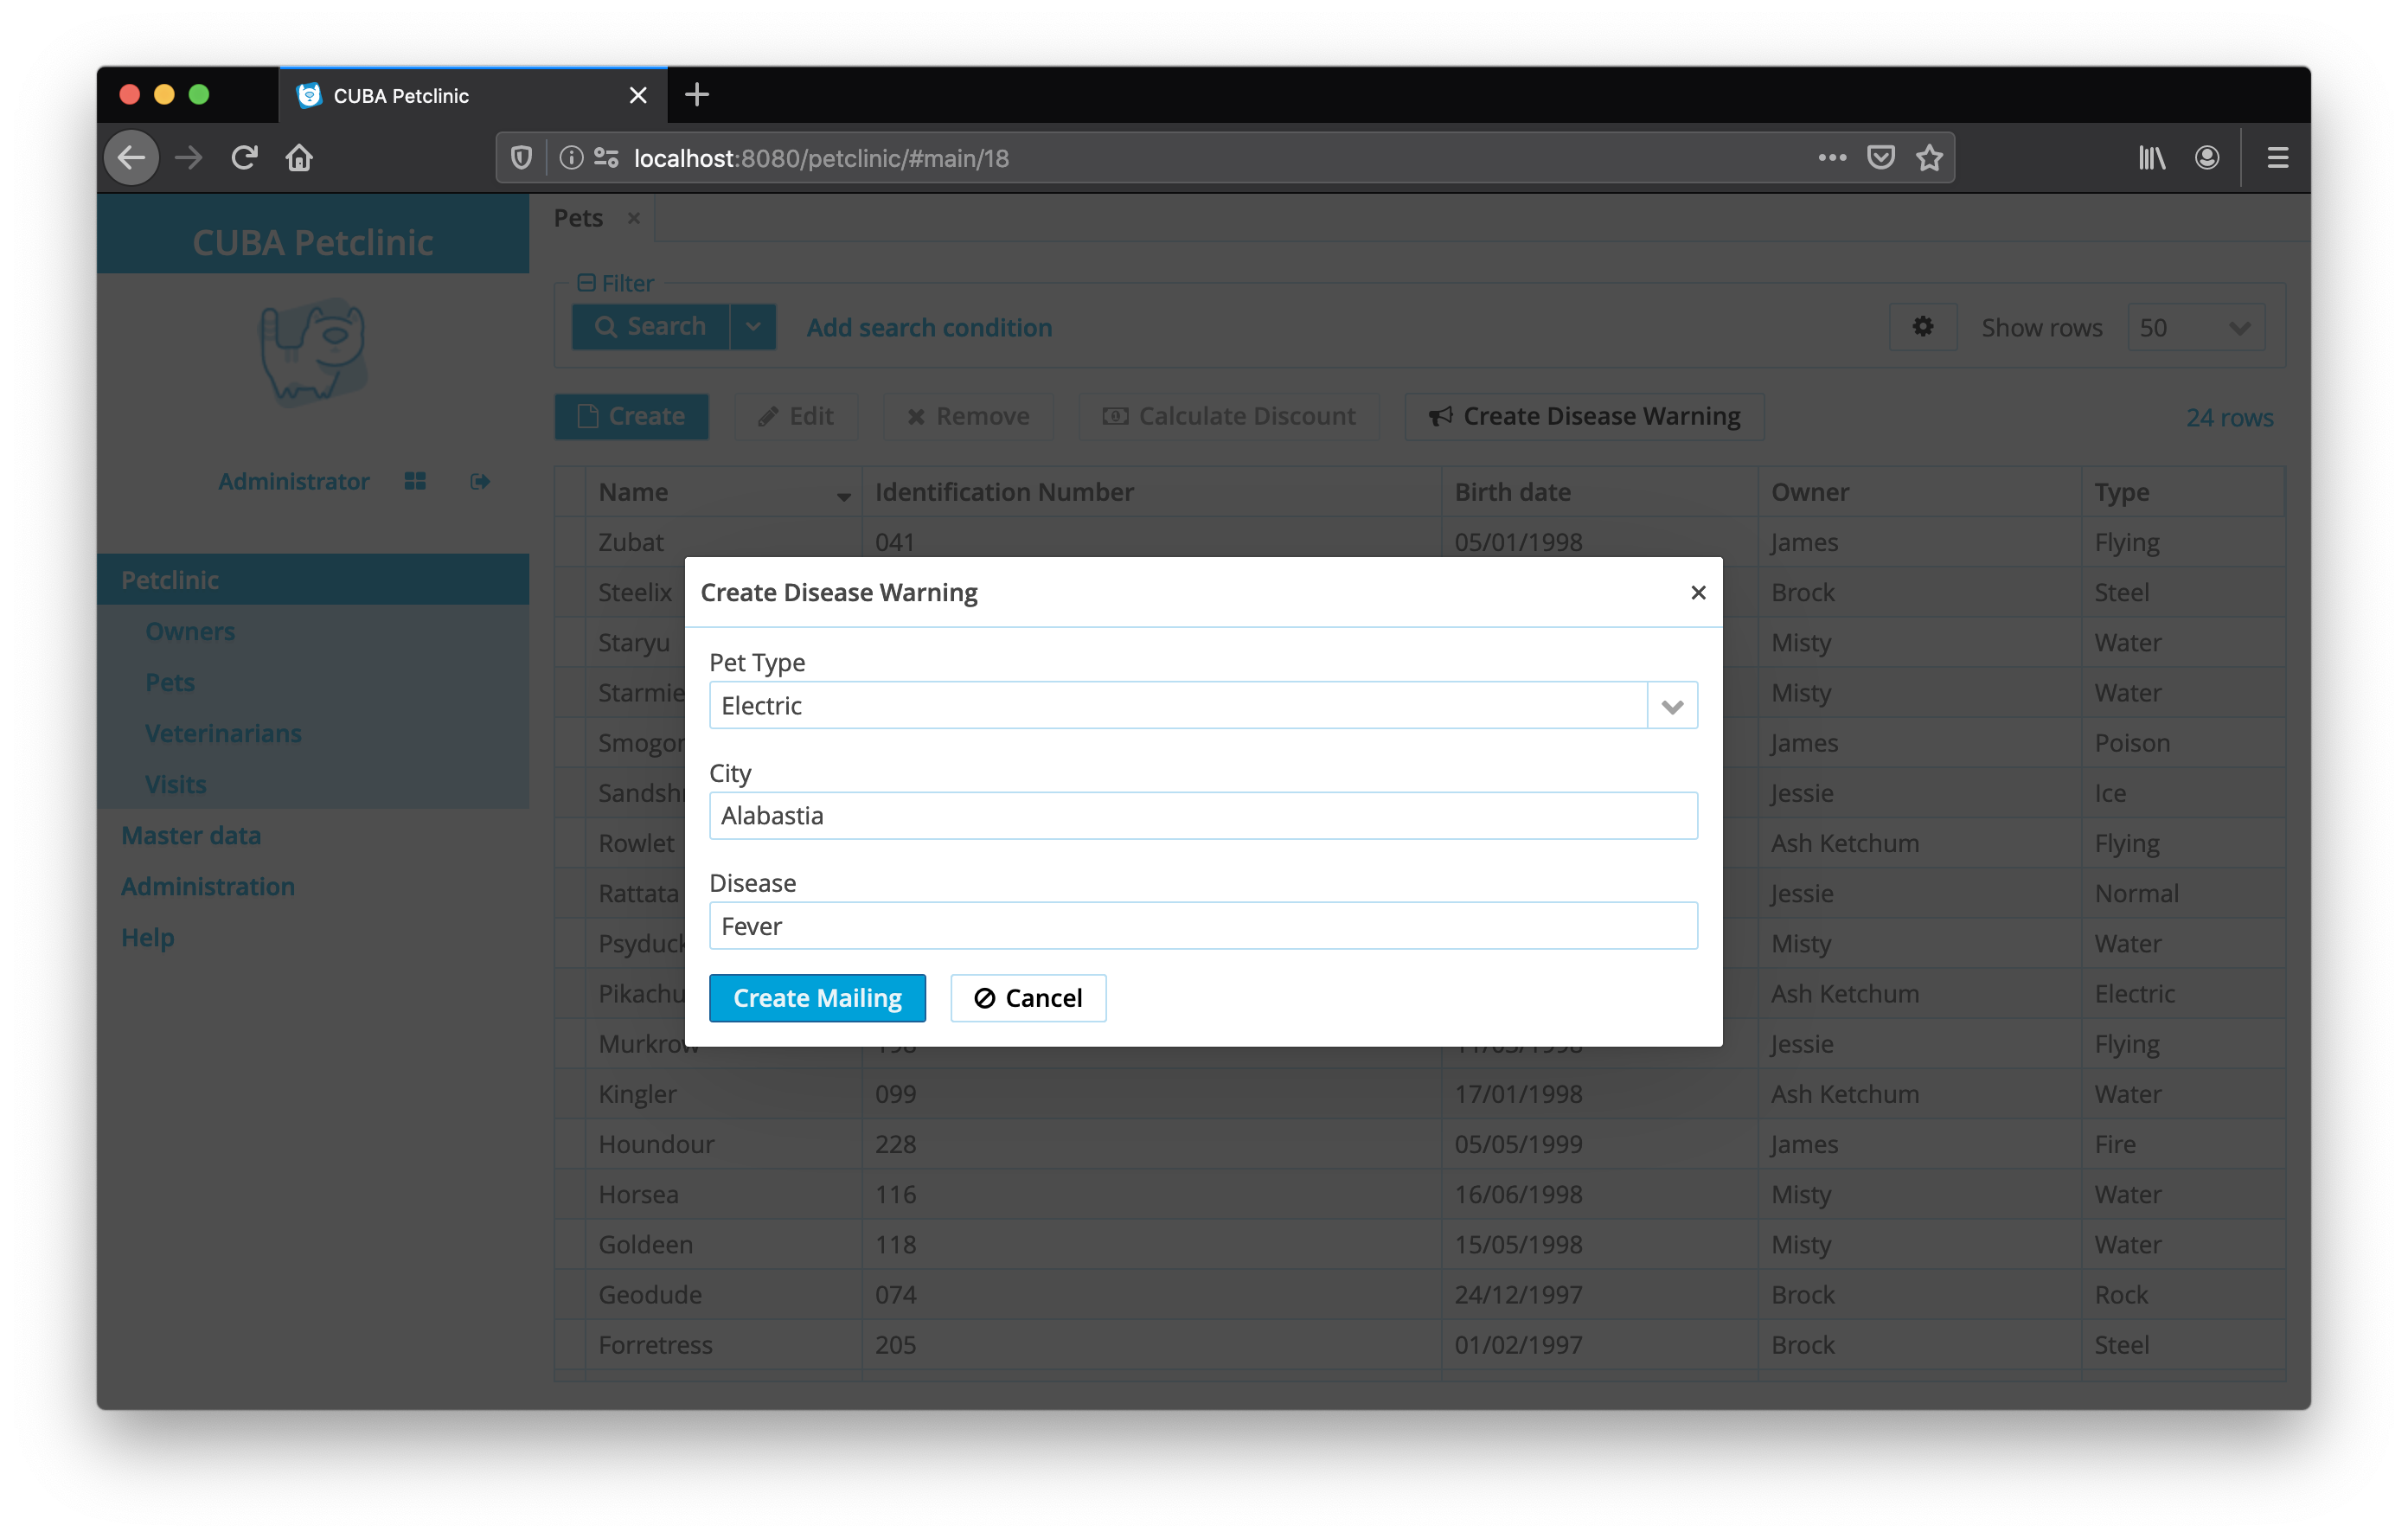 CUBA Petclinic
localhost:8080/petclinic/#main/18
CUBA Petclinic
Pets
Filter
Search
Add search condition
Show rows
50
Create
Edit
Remove
Calculate Discount
Create Disease Warning
24 rows
Administrator
Petclinic
Owners
Pets
Veterinarians
Visits
Master data
Administration
Help
Name Identification Number Birth date Owner Type
Zubat 041 05/01/1998 James Flying
Steelix Brock Steel
Staryu Misty Water
Starmie Misty Water
James Poison
Jessie Ice
Rowlet Ash Ketchum Flying
Rattata Jessie Normal
Psyduck Misty Water
Pikachu Ash Ketchum Electric
Murkrow Jessie Flying
Kingler 099 17/01/1998 Ash Ketchum Water
Houndour 228 05/05/1999 James Fire
Horsea 116 16/06/1998 Misty Water
Goldeen 118 15/05/1998 Misty Water
Geodude 074 24/12/1997 Brock Rock
Forretress 205 01/02/1997 Brock Steel
Create Disease Warning
Pet Type
Electric
City
Alabastia
Disease
Fever
Create Mailing
Cancel